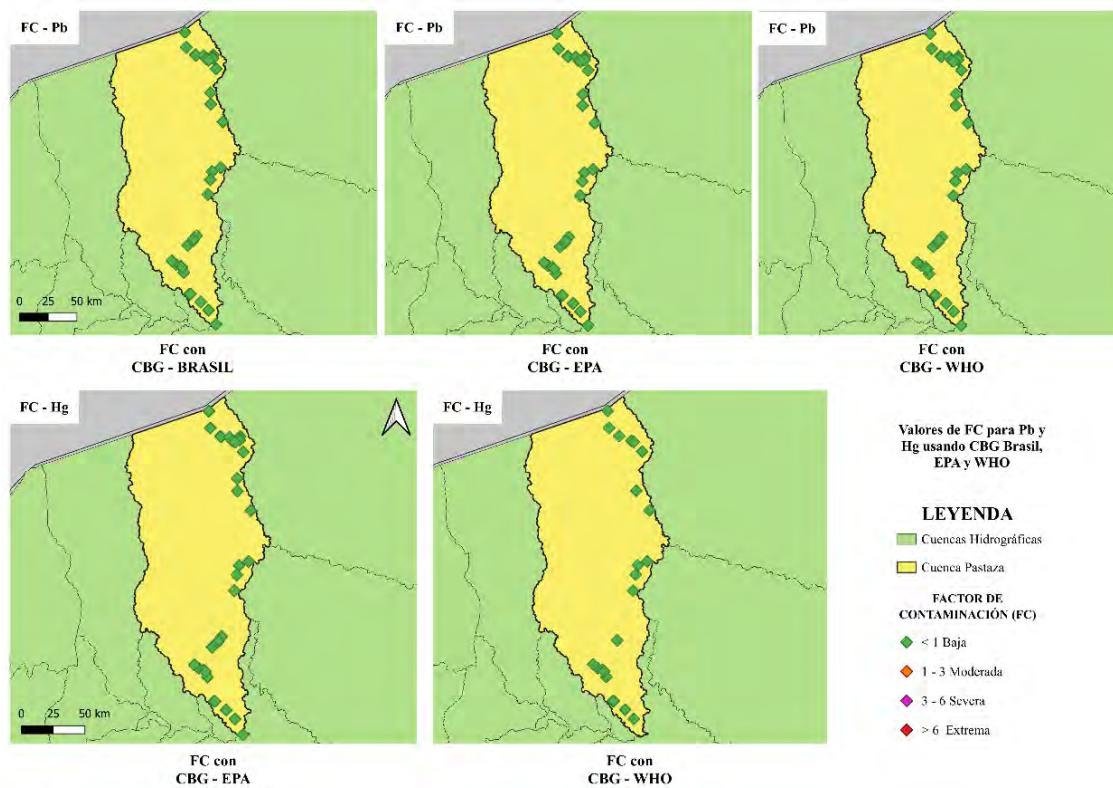 FC - Pb
FC - Pb
FC - Pb
0 25 50 km
FC con
CBG - BRASIL
FC con
CBG - EPA
FC con
CBG - WHO
FC - Hg
FC - Hg
0 25 50 km
FC con
CBG - EPA
FC con
CBG - WHO
Valores de FC para Pb y
Hg usando CBG Brasil,
EPA y WHO
LEYENDA
Cuencas Hidrográficas
Cuenca Pastaza
FACTOR DE
CONTAMINACIÓN (FC)
< 1 Baja
1 - 3 Moderada
3 - 6 Severa
> 6 Extrema